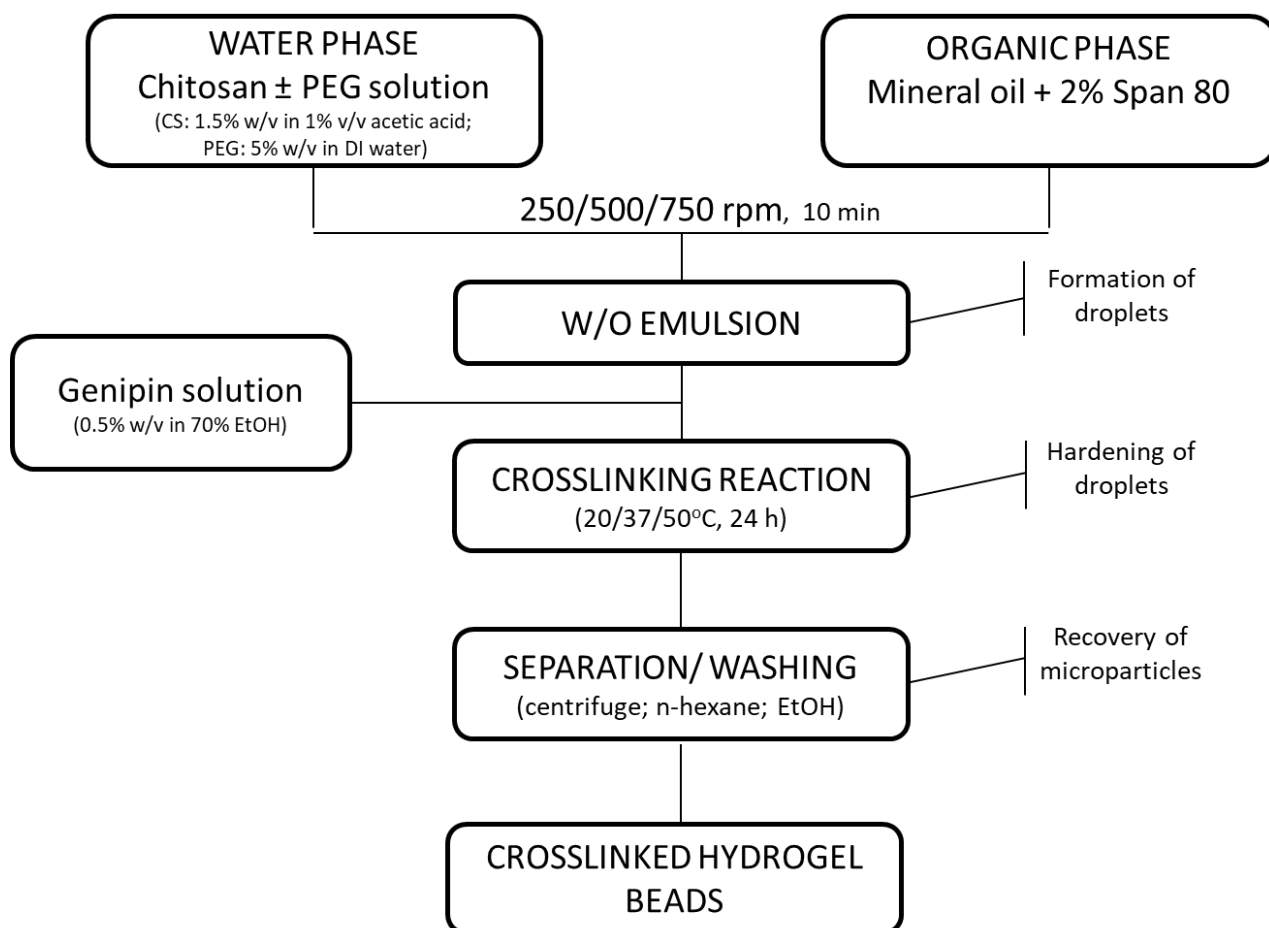 WATER PHASE
Chitosan ± PEG solution
(CS: 1.5% w/v in 1% v/v acetic acid;
PEG: 5% w/v in DI water)
ORGANIC PHASE
Mineral oil + 2% Span 80
250/500/750 rpm, 10 min
W/O EMULSION
Formation of
droplets
Genipin solution
(0.5% w/v in 70% EtOH)
CROSSLINKING REACTION
(20/37/50°C, 24 h)
Hardening of
droplets
SEPARATION/ WASHING
(centrifuge; n-hexane; EtOH)
Recovery of
microparticles
CROSSLINKED HYDROGEL
BEADS